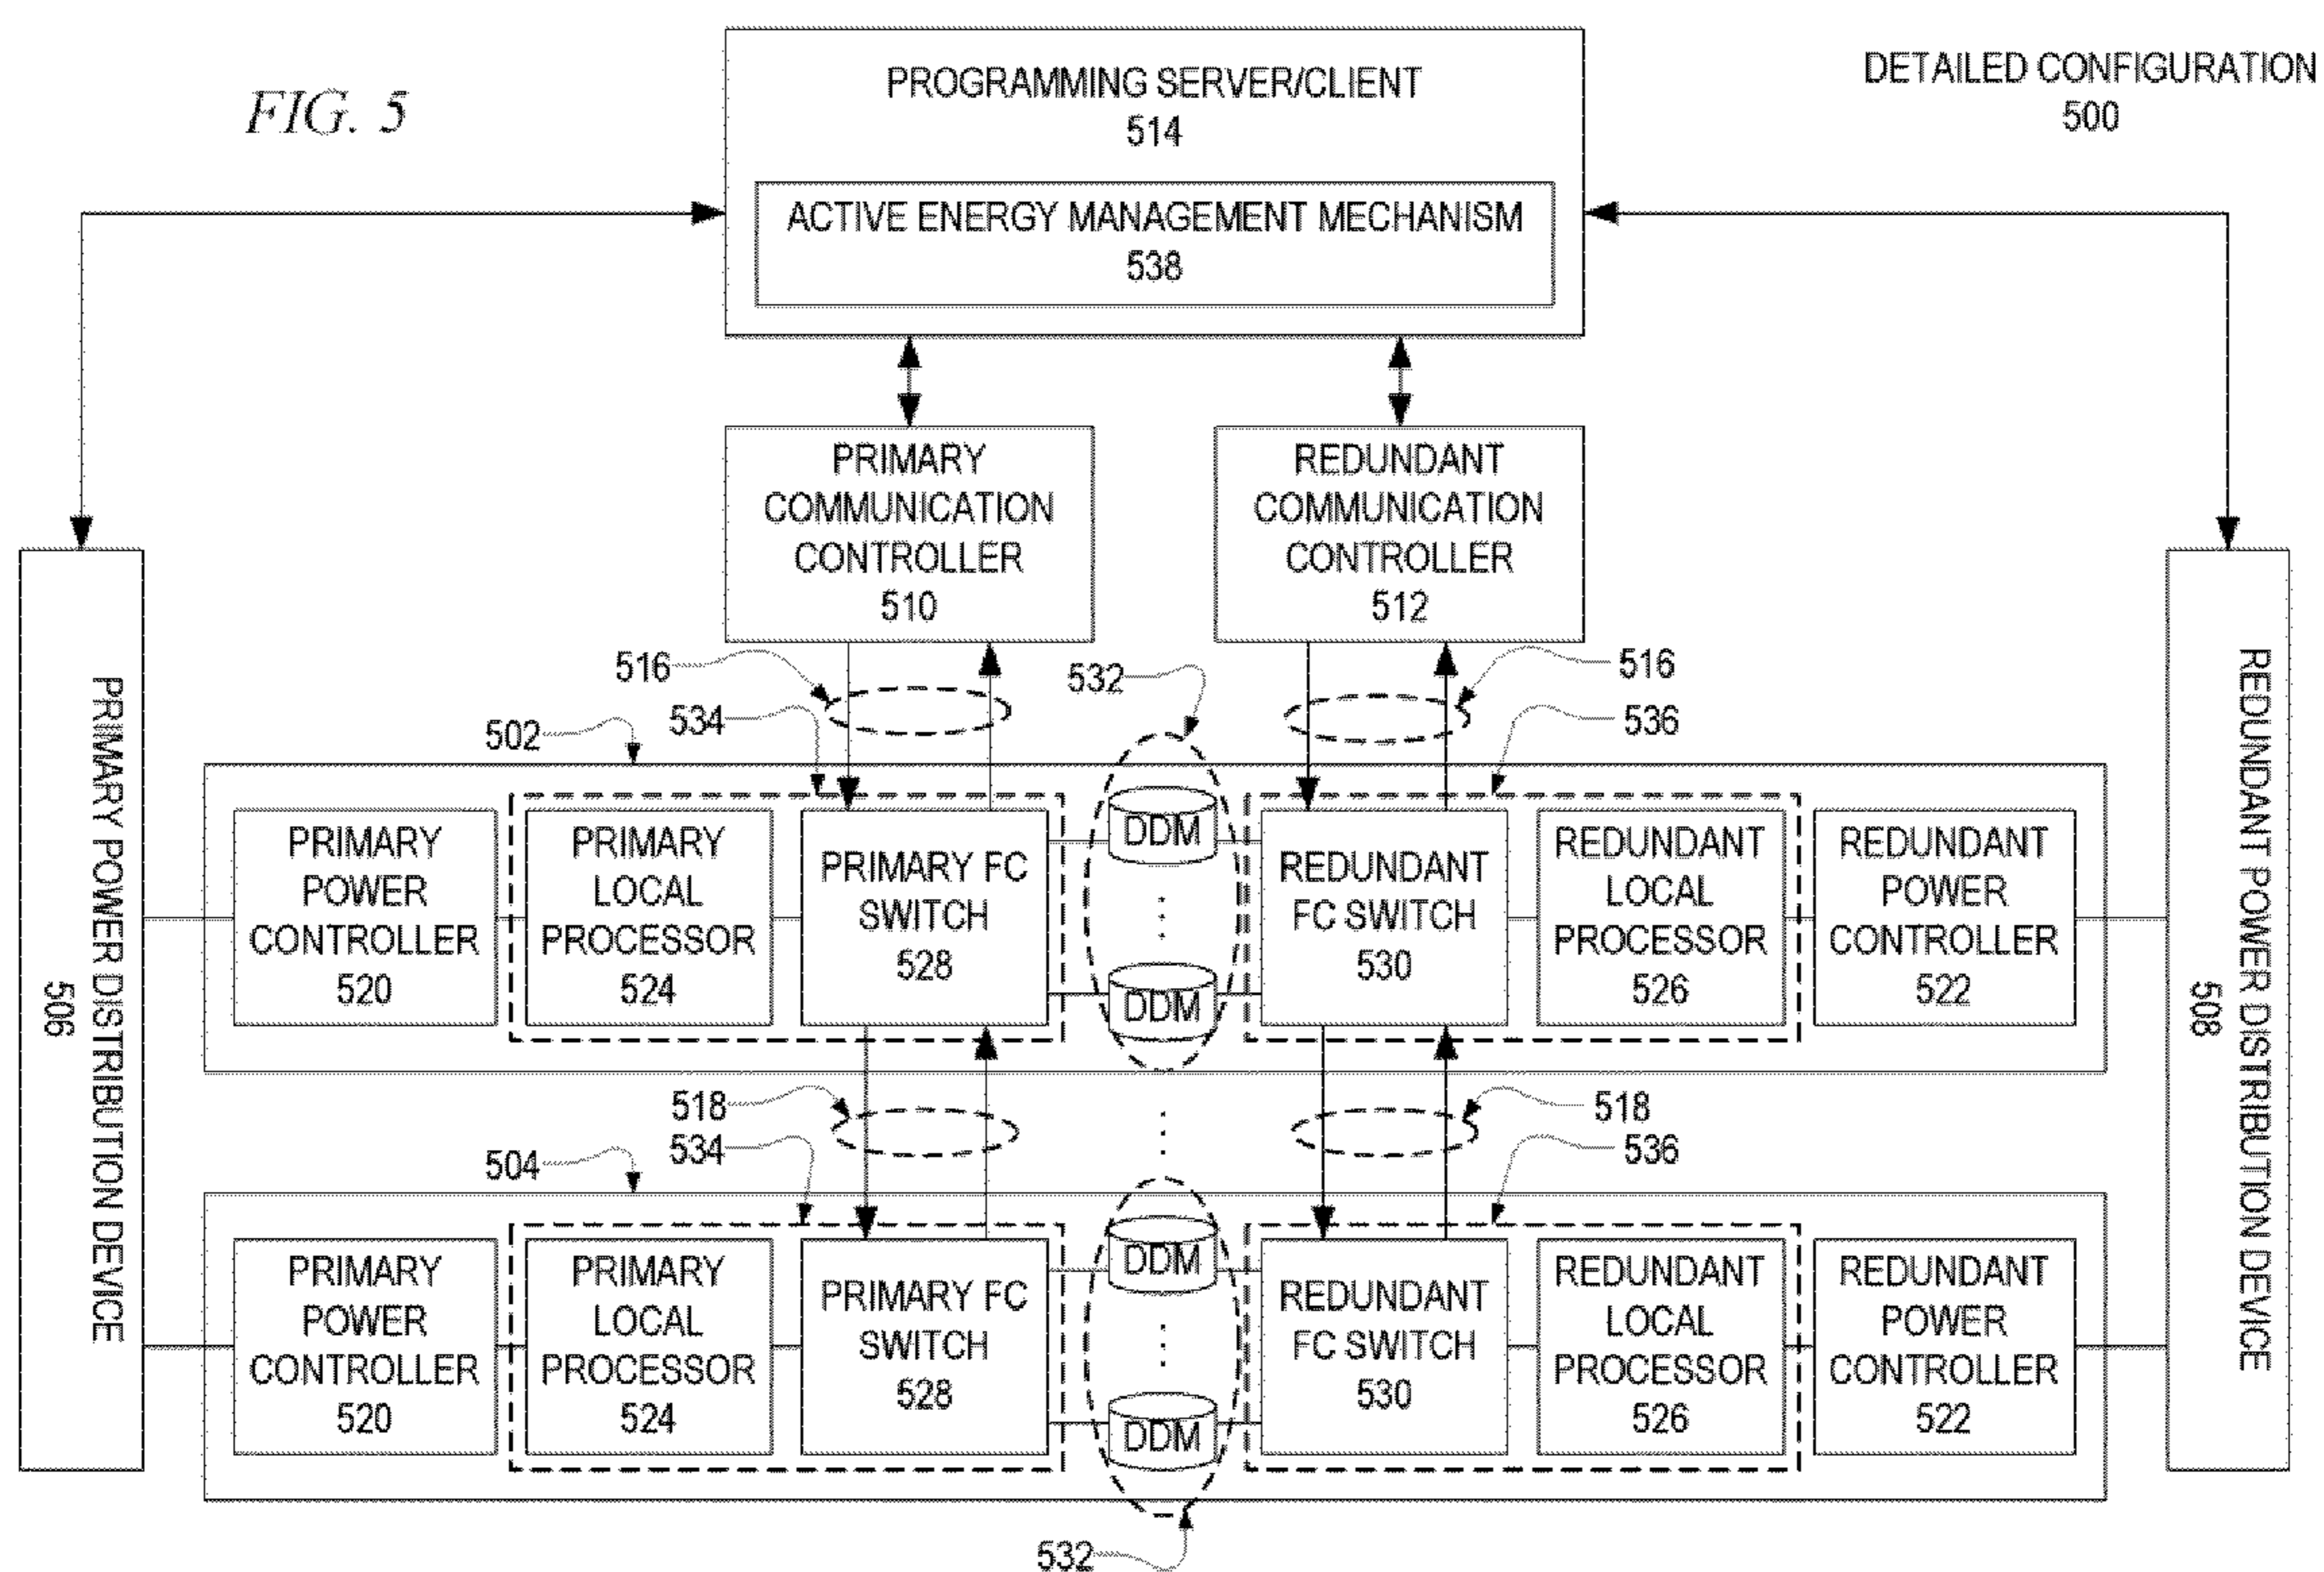 FIG. 5
DETAILED CONFIGURATION
500
PROGRAMMING SERVER/CLIENT
514
ACTIVE ENERGY MANAGEMENT MECHANISM
538
PRIMARY
COMMUNICATION
CONTROLLER
510
REDUNDANT
COMMUNICATION
CONTROLLER
512
PRIMARY POWER DISTRIBUTION DEVICE
506
REDUNDANT POWER DISTRIBUTION DEVICE
508
516
532
516
534
536
502
PRIMARY
POWER
CONTROLLER
520
PRIMARY
LOCAL
PROCESSOR
524
PRIMARY FC
SWITCH
528
DDM
DDM
REDUNDANT
FC SWITCH
530
REDUNDANT
LOCAL
PROCESSOR
526
REDUNDANT
POWER
CONTROLLER
522
518
518
534
536
504
PRIMARY
POWER
CONTROLLER
520
PRIMARY
LOCAL
PROCESSOR
524
PRIMARY FC
SWITCH
528
DDM
DDM
REDUNDANT
FC SWITCH
530
REDUNDANT
LOCAL
PROCESSOR
526
REDUNDANT
POWER
CONTROLLER
522
532